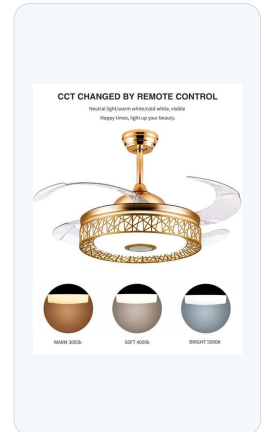 CCT CHANGED BY REMOTE CONTROL
Neutral light/warm white/cold white, visible
Happy times, light up your beauty.
WARM 3000k
SOFT 4000k
BRIGHT 5000K